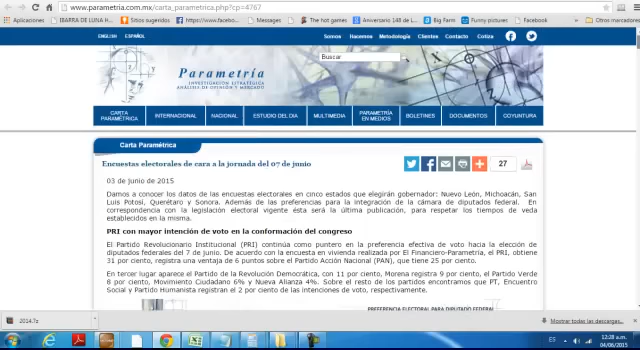 www.parametria.com.mx/carta_parametrica.php?cp=4767
Aplicaciones
IBARRA DE LUNA H
Sitios sugeridos
https://www.facebo
Messages
The hot games
Aniversario 148 de L
Big Farm
Funny pictures
Facebook
»
Otros marcadores
ENGLISH ESPAÑOL
Somos Hacemos Metodología Clientes Contacto Cotiza
Buscar
Parametría
INVESTIGACIÓN ESTRATÉGICA
ANÁLISIS DE OPINIÓN Y MERCADO
CARTA PARAMÉTRICA
INTERNACIONAL
NACIONAL
ESTUDIO DEL DIA
MULTIMEDIA
PARAMETRÍA EN MEDIOS
BOLETINES
DOCUMENTOS
COYUNTURA
Carta Paramétrica
Encuestas electorales de cara a la jornada del 07 de junio
27
03 de junio de 2015
Damos a conocer los datos de las encuestas electorales en cinco estados que elegirán gobernador: Nuevo León, Michoacán, San
Luis Potosí, Querétaro y Sonora. Además de las preferencias para la integración de la cámara de diputados federal. En
correspondencia con la legislación electoral vigente ésta será la última publicación, para respetar los tiempos de veda
establecidos en la misma.
PRI con mayor intención de voto en la conformación del congreso
El Partido Revolucionario Institucional (PRI) continúa como puntero en la preferencia efectiva de voto hacia la elección de
diputados federales del 7 de junio. De acuerdo con la encuesta en vivienda realizada por El Financiero-Parametría, el PRI, obtiene
31 por ciento, registra una ventaja de 6 puntos sobre el Partido Acción Nacional (PAN), que tiene 25 por ciento.
En tercer lugar aparece el Partido de la Revolución Democrática, con 11 por ciento, Morena registra 9 por ciento, el Partido Verde
8 por ciento, Movimiento Ciudadano 6% y Nueva Alianza 4%. Sobre el resto de los partidos encontramos que PT, Encuentro
Social y Partido Humanista registran el 2 por ciento de las intenciones de voto, respectivamente.
PREFERENCIA ELECTORAL PARA DIPUTADO FEDERAL
2014.7z
Mostrar todas las descargas...
ES
12:28 a.m.
04/06/2015